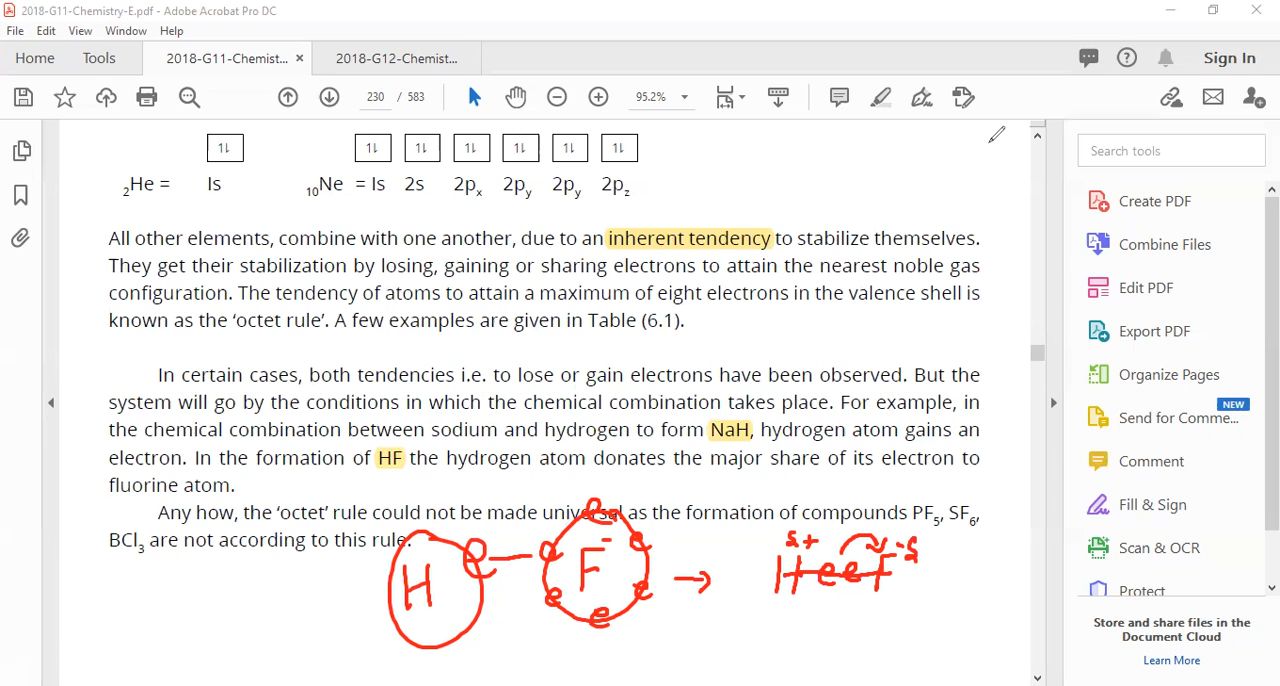 2018-G11-Chemistry-E.pdf - Adobe Acrobat Pro DC
File Edit View Window Help
Home Tools 2018-G11-Chemist... × 2018-G12-Chemistry... Sign In
230 / 583 95.2%
↑↓ ↑↓ ↑↓ ↑↓ ↑↓ ↑↓ ↑↓
₂He = Is ₁₀Ne = Is 2s 2pₓ 2pᵧ 2pᵧ 2p_z
All other elements, combine with one another, due to an inherent tendency to stabilize themselves.
They get their stabilization by losing, gaining or sharing electrons to attain the nearest noble gas
configuration. The tendency of atoms to attain a maximum of eight electrons in the valence shell is
known as the ‘octet rule’. A few examples are given in Table (6.1).
In certain cases, both tendencies i.e. to lose or gain electrons have been observed. But the
system will go by the conditions in which the chemical combination takes place. For example, in
the chemical combination between sodium and hydrogen to form NaH, hydrogen atom gains an
electron. In the formation of HF the hydrogen atom donates the major share of its electron to
fluorine atom.
Any how, the ‘octet’ rule could not be made universal as the formation of compounds PF₅, SF₆,
BCl₃ are not according to this rule.
H e e F e e e e e → H e e F
Search tools
Create PDF
Combine Files
Edit PDF
Export PDF
Organize Pages
NEW
Send for Comme...
Comment
Fill & Sign
Scan & OCR
Protect
Store and share files in the
Document Cloud
Learn More